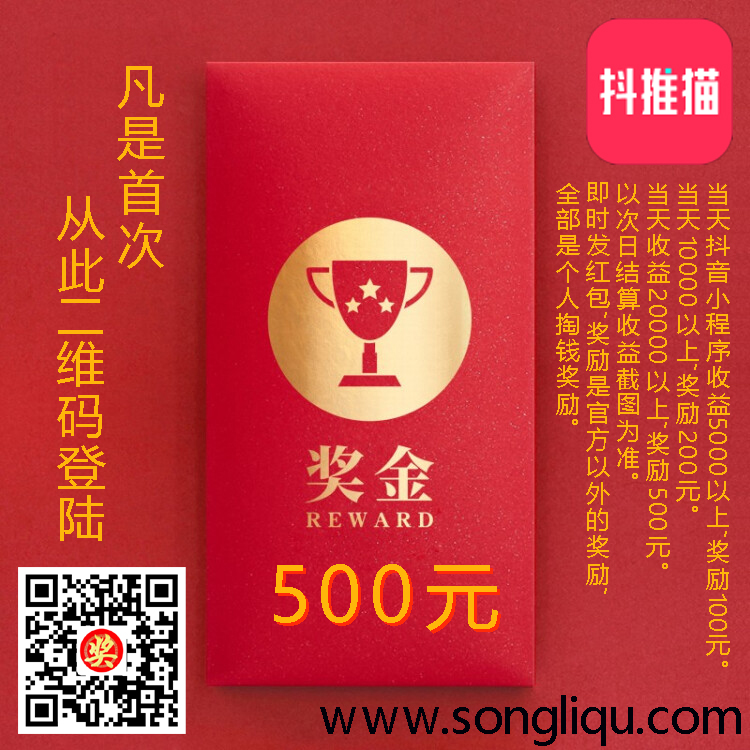 凡是首次
从此二维码登陆
抖推猫
当天抖音小程序收益5000以上，奖励100元。
当天10000以上，奖励200元。
当天收益20000以上，奖励500元。
以次日结算收益截图为准。
即时发红包，奖励是官方以外的奖励，
全部是个人掏钱奖励。
奖金
REWARD
500元
奖
www.songliqu.com